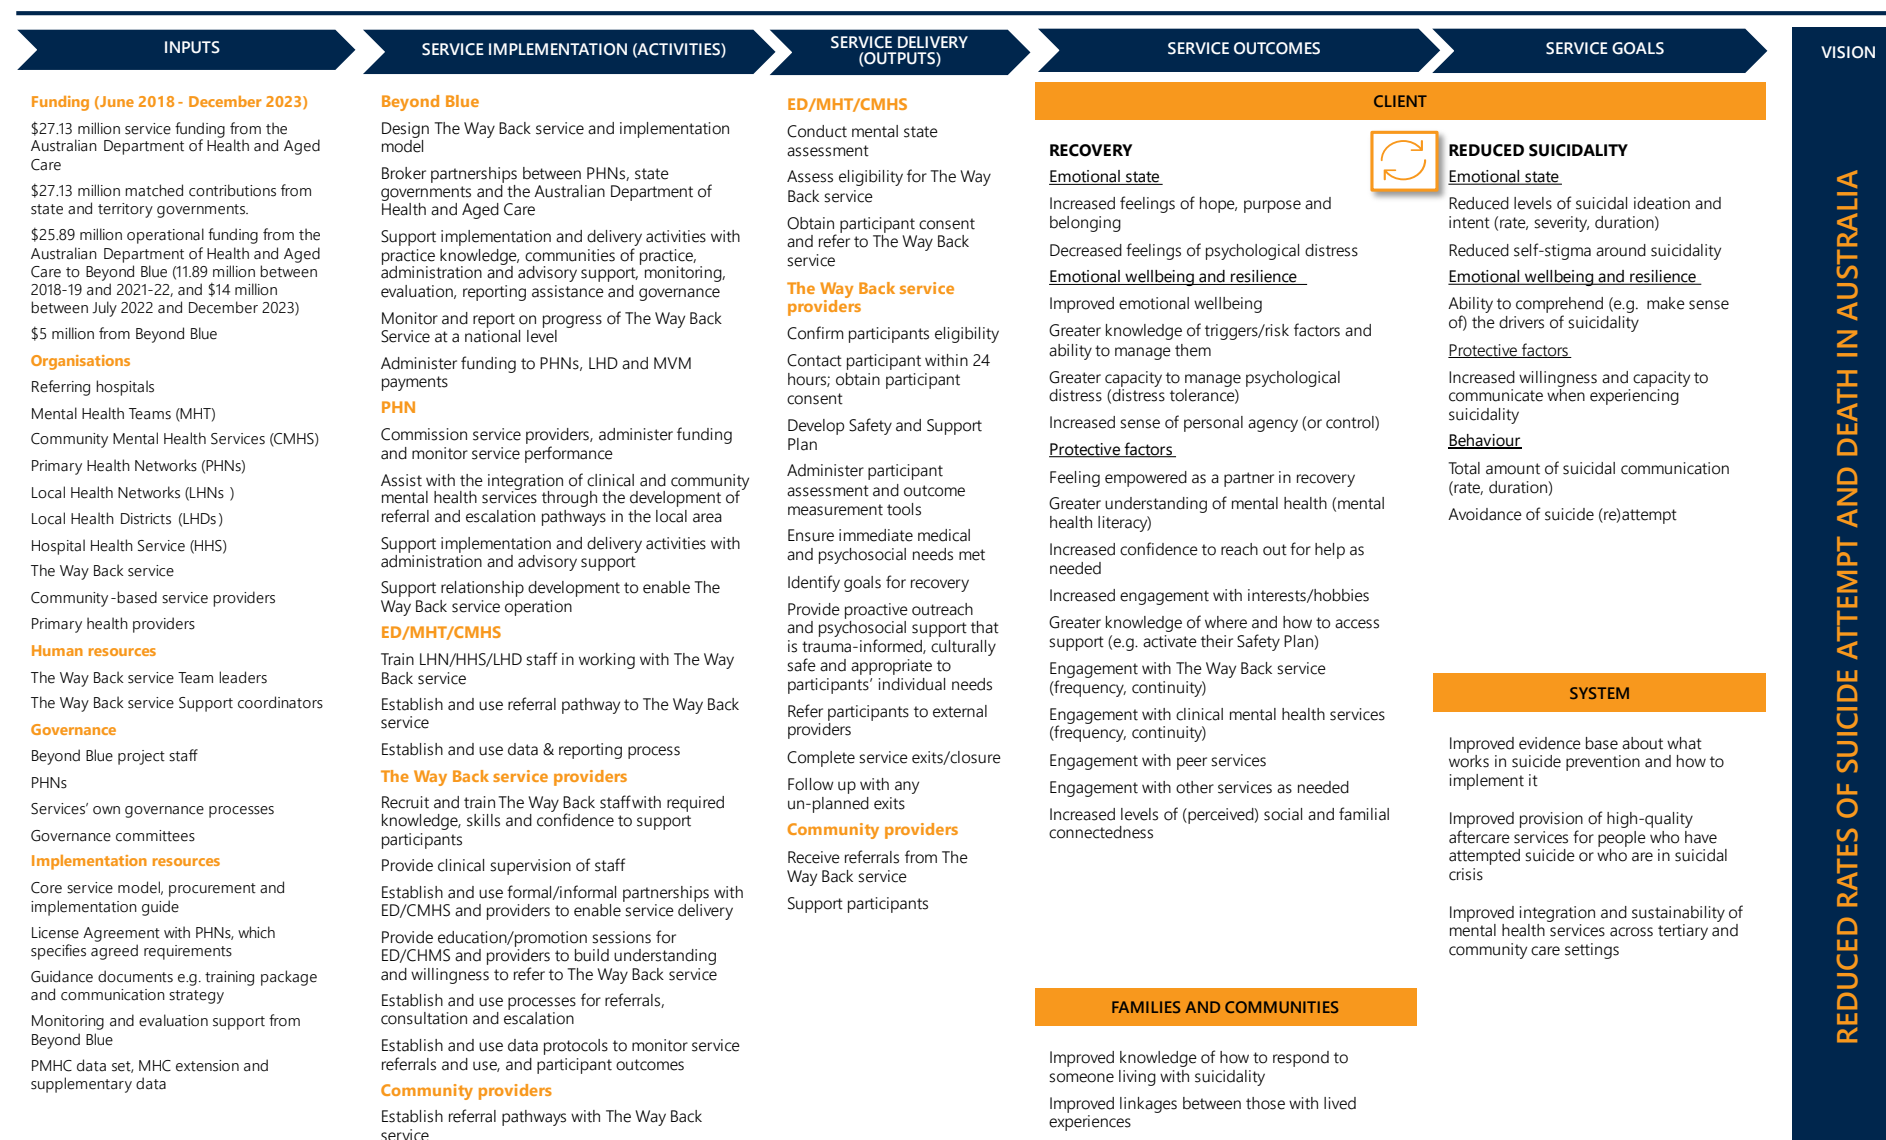 INPUTS
Funding (June 2018 - December 2023)
$27.13 million service funding from the
Australian Department of Health and Aged
Care
$27.13 million matched contributions from
state and territory governments.
$25.89 million operational funding from the
Australian Department of Health and Aged
Care to Beyond Blue (11.89 million between
2018-19 and 2021-22, and $14 million
between July 2022 and December 2023)
$5 million from Beyond Blue
Organisations
Referring hospitals
Mental Health Teams (MHT)
Community Mental Health Services (CMHS)
Primary Health Networks (PHNs)
Local Health Networks (LHNs )
Local Health Districts (LHDs)
Hospital Health Service (HHS)
The Way Back service
Community-based service providers
Primary health providers
Human resources
The Way Back service Team leaders
The Way Back service Support coordinators
Governance
Beyond Blue project staff
PHNs
Services’ own governance processes
Governance committees
Implementation resources
Core service model, procurement and
implementation guide
License Agreement with PHNs, which
specifies agreed requirements
Guidance documents e.g. training package
and communication strategy
Monitoring and evaluation support from
Beyond Blue
PMHC data set, MHC extension and
supplementary data
SERVICE IMPLEMENTATION (ACTIVITIES)
Beyond Blue
Design The Way Back service and implementation
model
Broker partnerships between PHNs, state
governments and the Australian Department of
Health and Aged Care
Support implementation and delivery activities with
practice knowledge, communities of practice,
administration and advisory support, monitoring,
evaluation, reporting assistance and governance
Monitor and report on progress of The Way Back
Service at a national level
Administer funding to PHNs, LHD and MVM
payments
PHN
Commission service providers, administer funding
and monitor service performance
Assist with the integration of clinical and community
mental health services through the development of
referral and escalation pathways in the local area
Support implementation and delivery activities with
administration and advisory support
Support relationship development to enable The
Way Back service operation
ED/MHT/CMHS
Train LHN/HHS/LHD staff in working with The Way
Back service
Establish and use referral pathway to The Way Back
service
Establish and use data & reporting process
The Way Back service providers
Recruit and train The Way Back staff with required
knowledge, skills and confidence to support
participants
Provide clinical supervision of staff
Establish and use formal/informal partnerships with
ED/CMHS and providers to enable service delivery
Provide education/promotion sessions for
ED/CHMS and providers to build understanding
and willingness to refer to The Way Back service
Establish and use processes for referrals,
consultation and escalation
Establish and use data protocols to monitor service
referrals and use, and participant outcomes
Community providers
Establish referral pathways with The Way Back
service
SERVICE DELIVERY
(OUTPUTS)
ED/MHT/CMHS
Conduct mental state
assessment
Assess eligibility for The Way
Back service
Obtain participant consent
and refer to The Way Back
service
The Way Back service
providers
Confirm participants eligibility
Contact participant within 24
hours; obtain participant
consent
Develop Safety and Support
Plan
Administer participant
assessment and outcome
measurement tools
Ensure immediate medical
and psychosocial needs met
Identify goals for recovery
Provide proactive outreach
and psychosocial support that
is trauma-informed, culturally
safe and appropriate to
participants’ individual needs
Refer participants to external
providers
Complete service exits/closure
Follow up with any
un-planned exits
Community providers
Receive referrals from The
Way Back service
Support participants
SERVICE OUTCOMES
SERVICE GOALS
CLIENT
RECOVERY
Emotional state
Increased feelings of hope, purpose and
belonging
Decreased feelings of psychological distress
Emotional wellbeing and resilience
Improved emotional wellbeing
Greater knowledge of triggers/risk factors and
ability to manage them
Greater capacity to manage psychological
distress (distress tolerance)
Increased sense of personal agency (or control)
Protective factors
Feeling empowered as a partner in recovery
Greater understanding of mental health (mental
health literacy)
Increased confidence to reach out for help as
needed
Increased engagement with interests/hobbies
Greater knowledge of where and how to access
support (e.g. activate their Safety Plan)
Engagement with The Way Back service
(frequency, continuity)
Engagement with clinical mental health services
(frequency, continuity)
Engagement with peer services
Engagement with other services as needed
Increased levels of (perceived) social and familial
connectedness
FAMILIES AND COMMUNITIES
Improved knowledge of how to respond to
someone living with suicidality
Improved linkages between those with lived
experiences
REDUCED SUICIDALITY
Emotional state
Reduced levels of suicidal ideation and
intent (rate, severity, duration)
Reduced self-stigma around suicidality
Emotional wellbeing and resilience
Ability to comprehend (e.g. make sense
of) the drivers of suicidality
Protective factors
Increased willingness and capacity to
communicate when experiencing
suicidality
Behaviour
Total amount of suicidal communication
(rate, duration)
Avoidance of suicide (re)attempt
SYSTEM
Improved evidence base about what
works in suicide prevention and how to
implement it
Improved provision of high-quality
aftercare services for people who have
attempted suicide or who are in suicidal
crisis
Improved integration and sustainability of
mental health services across tertiary and
community care settings
VISION
REDUCED RATES OF SUICIDE ATTEMPT AND DEATH IN AUSTRALIA